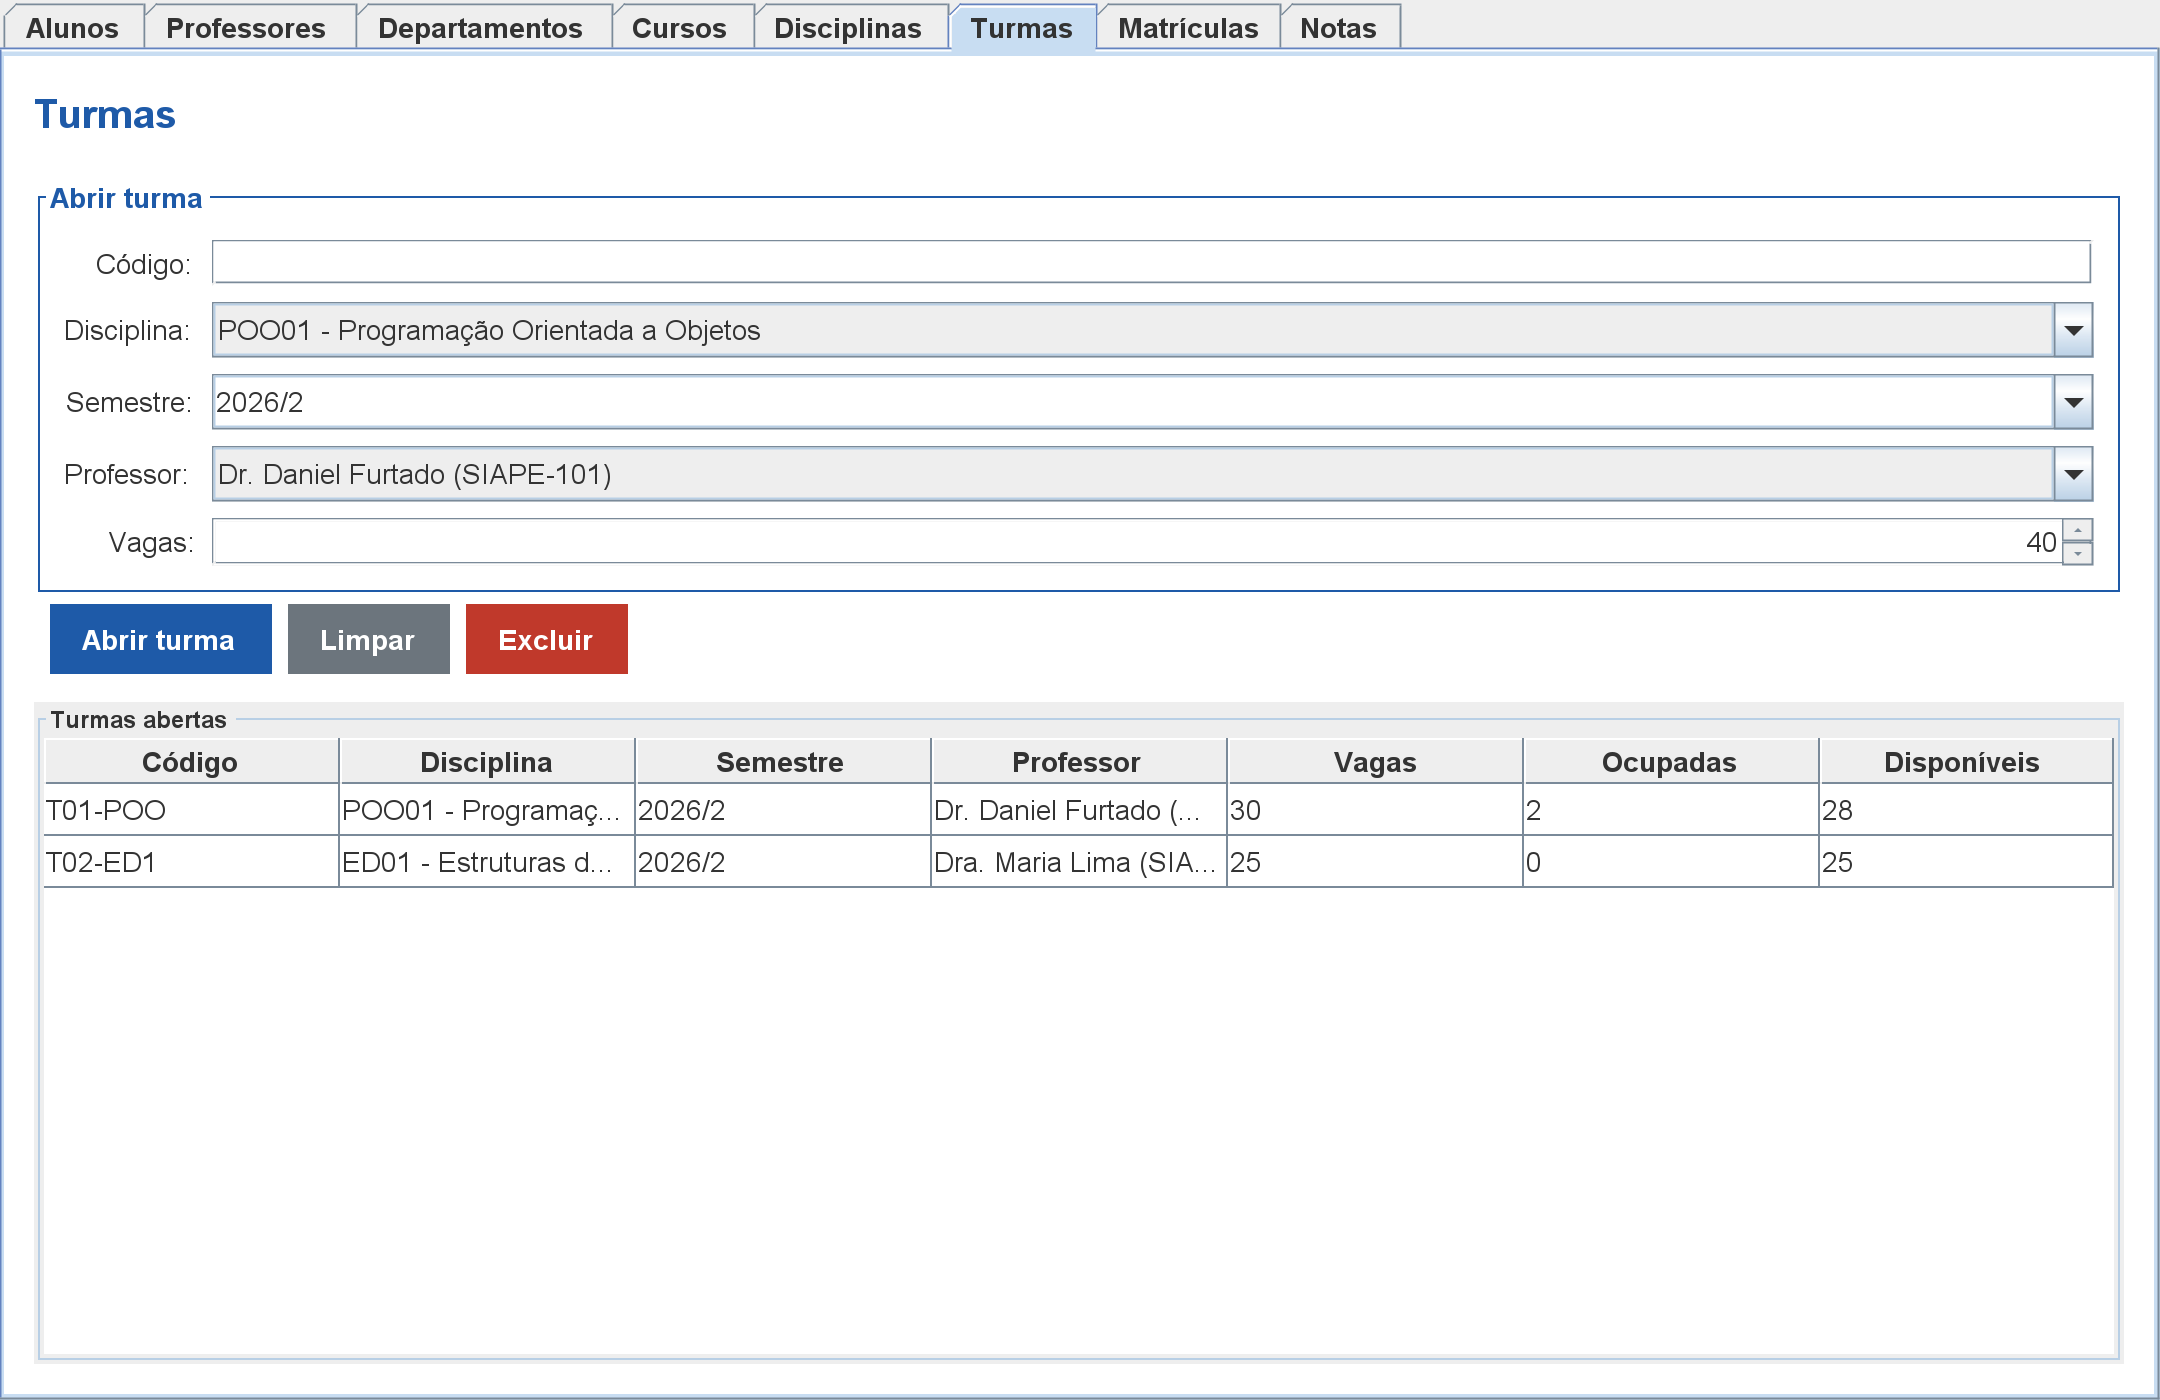 Alunos Professores Departamentos Cursos Disciplinas Turmas Matrículas Notas
Turmas
Abrir turma
Código:
Disciplina: POO01 - Programação Orientada a Objetos
Semestre: 2026/2
Professor: Dr. Daniel Furtado (SIAPE-101)
Vagas: 40
Abrir turma Limpar Excluir
Turmas abertas
Código Disciplina Semestre Professor Vagas Ocupadas Disponíveis
T01-POO POO01 - Programaç... 2026/2 Dr. Daniel Furtado (... 30 2 28
T02-ED1 ED01 - Estruturas d... 2026/2 Dra. Maria Lima (SIA... 25 0 25